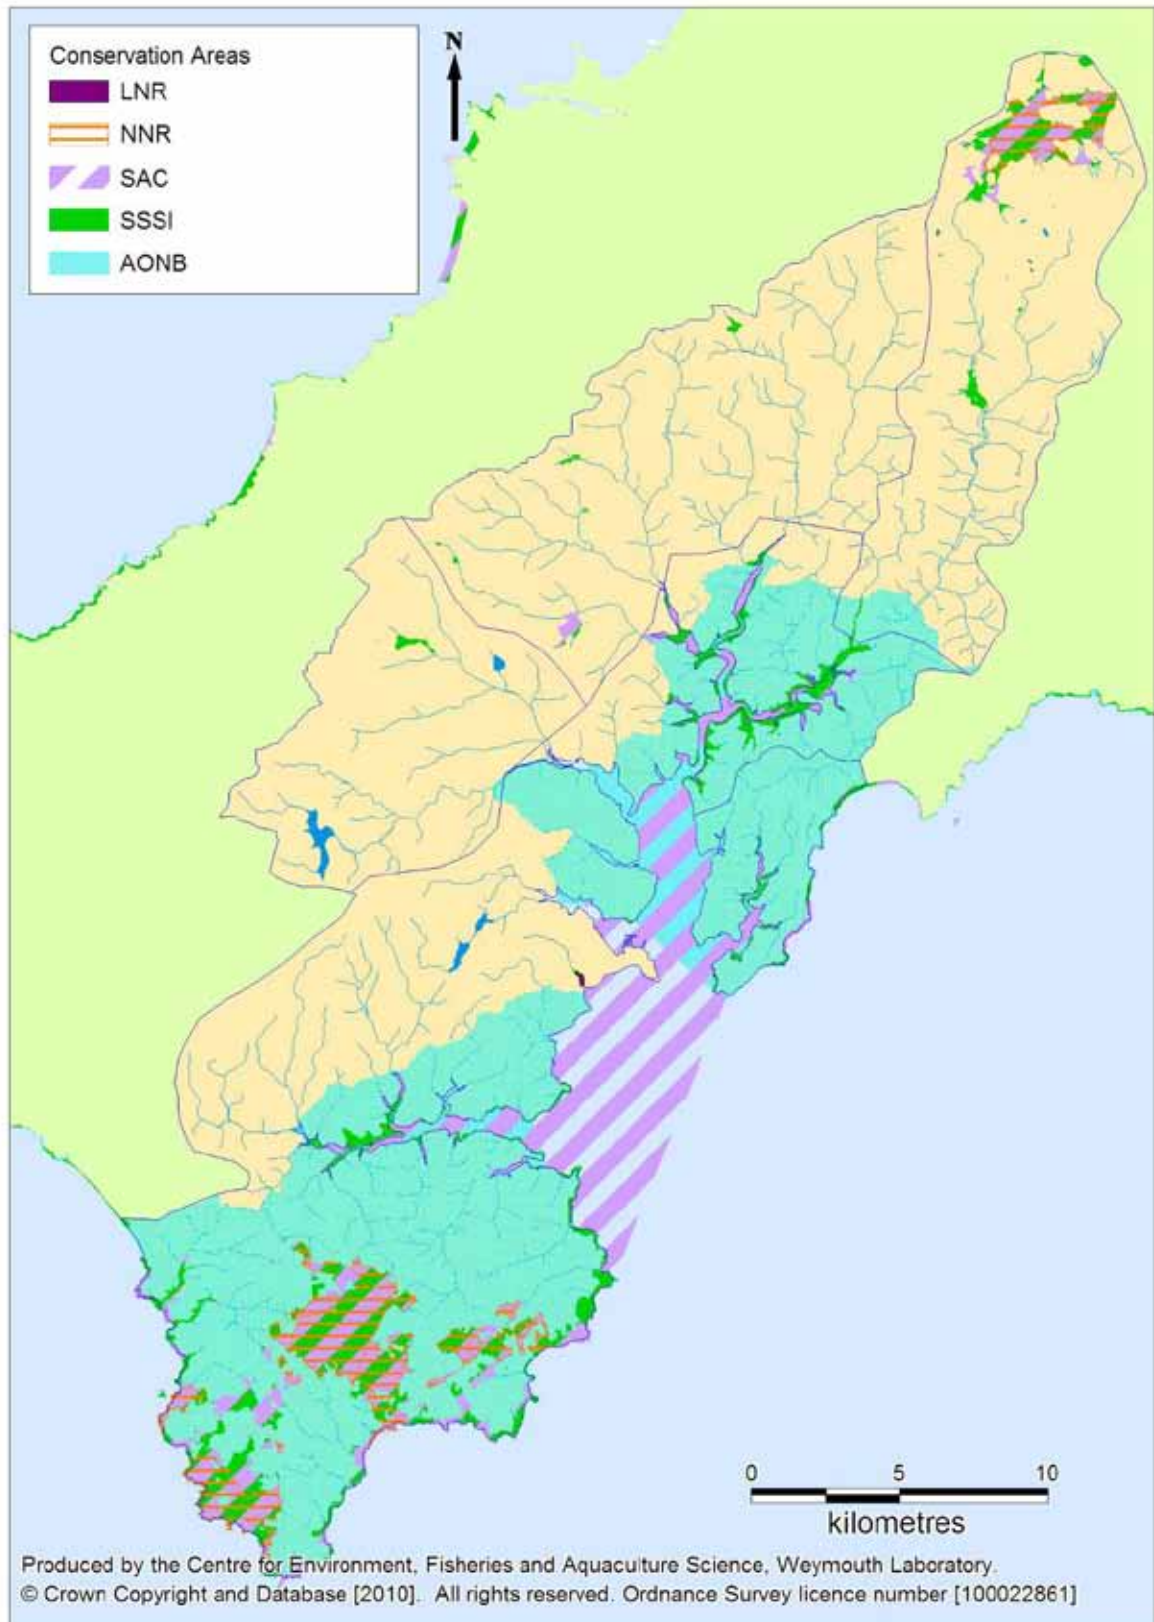 Conservation Areas
LNR
NNR
SAC
SSSI
AONB
N
0 5 10
kilometres
Produced by the Centre for Environment, Fisheries and Aquaculture Science, Weymouth Laboratory.
© Crown Copyright and Database [2010]. All rights reserved. Ordnance Survey licence number [100022861]